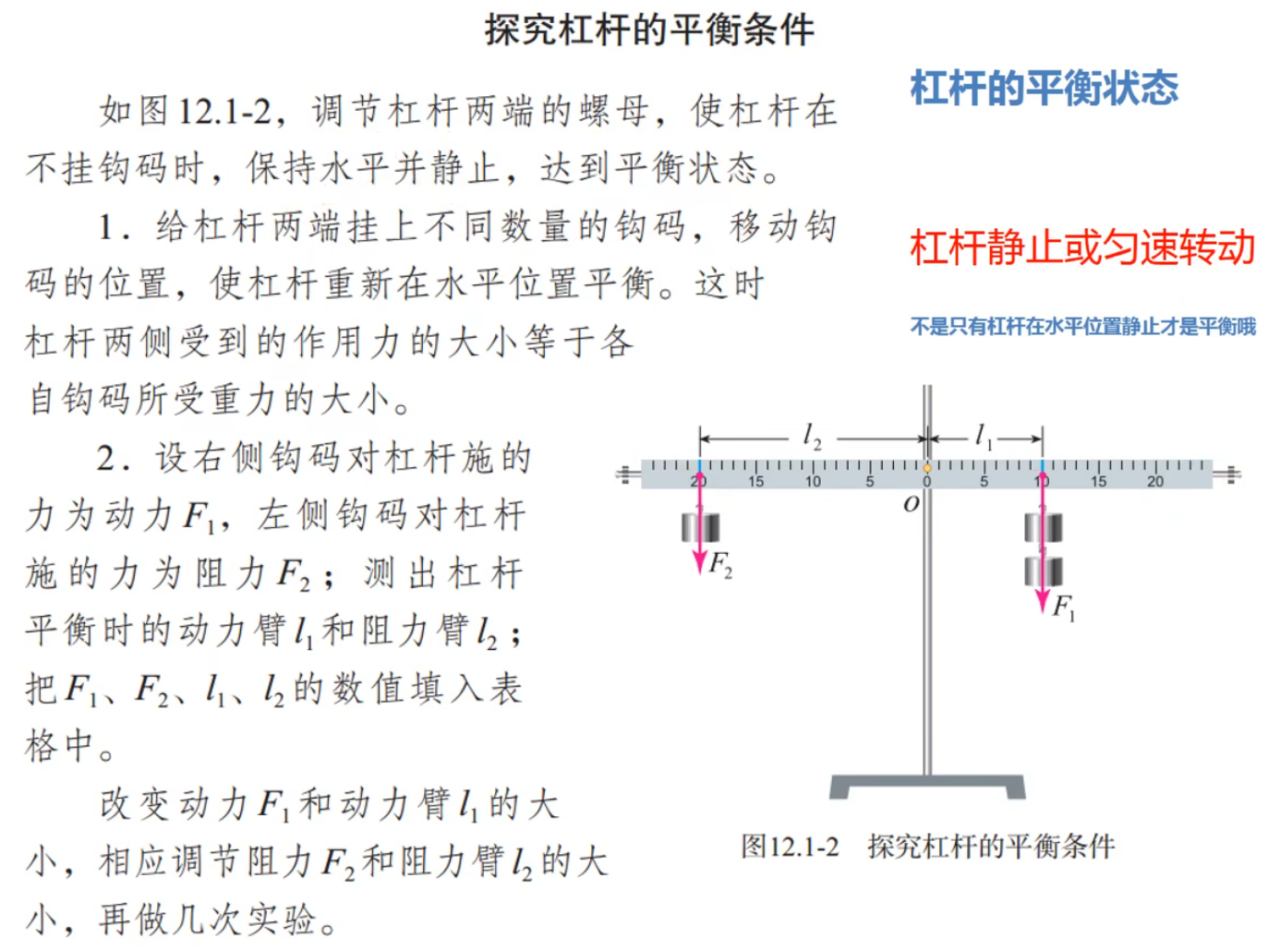 探究杠杆的平衡条件
如图12.1-2，调节杠杆两端的螺母，使杠杆在
不挂钩码时，保持水平并静止，达到平衡状态。
1. 给杠杆两端挂上不同数量的钩码，移动钩
码的位置，使杠杆重新在水平位置平衡。这时
杠杆两侧受到的作用力的大小等于各
自钩码所受重力的大小。
2. 设右侧钩码对杠杆施的
力为动力F₁，左侧钩码对杠杆
施的力为阻力F₂；测出杠杆
平衡时的动力臂l₁和阻力臂l₂；
把F₁、F₂、l₁、l₂的数值填入表
格中。
改变动力F₁和动力臂l₁的大
小，相应调节阻力F₂和阻力臂l₂的大
小，再做几次实验。
杠杆的平衡状态
杠杆静止或匀速转动
不是只有杠杆在水平位置静止才是平衡哦
l₂ l₁
20 15 10 5 0 5 10 15 20
O
F₂
F₁
图12.1-2 探究杠杆的平衡条件